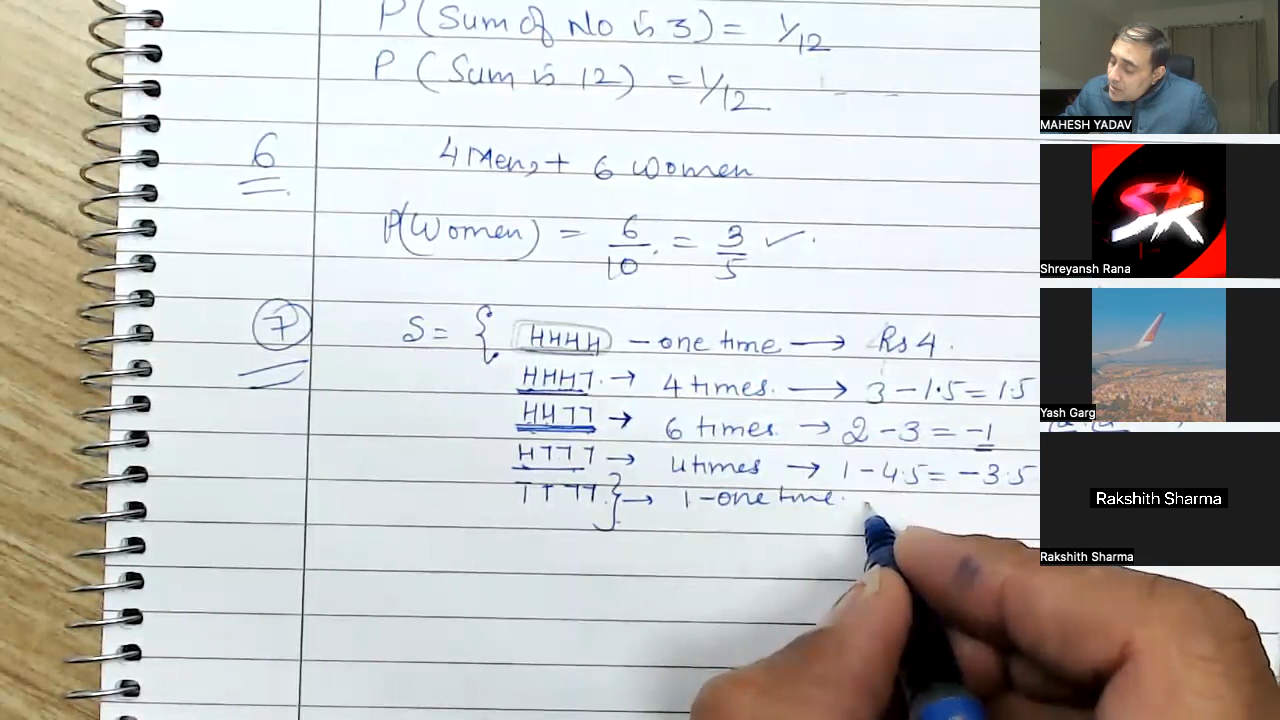 P(Sum of No is 3) = 1/12
P(Sum is 12) = 1/12
6
4 Men, + 6 women
P(Women) = 6/10 = 3/5 ✓.
7
S = { HHHH - one time → Rs 4.
HHHT. → 4 times. → 3 - 1.5 = 1.5
HHTT → 6 times. → 2 - 3 = -1
HTTT → 4 times → 1 - 4.5 = -3.5
TTTT. } → 1 - one time.
MAHESH YADAV
Shreyansh Rana
Yash Garg
Rakshith Sharma
Rakshith Sharma